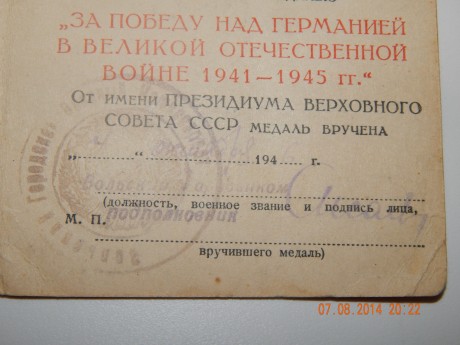 „ЗА ПОБЕДУ НАД ГЕРМАНИЕЙ
В ВЕЛИКОЙ ОТЕЧЕСТВЕННОЙ
ВОЙНЕ 1941—1945 гг.“
От имени ПРЕЗИДИУМА ВЕРХОВНОГО
СОВЕТА СССР МЕДАЛЬ ВРУЧЕНА
„..........“ .................... 194..... г.
(должность, военное звание и подпись лица,
Подполковник
М. П.
вручившего медаль)
07.08.2014 20:22